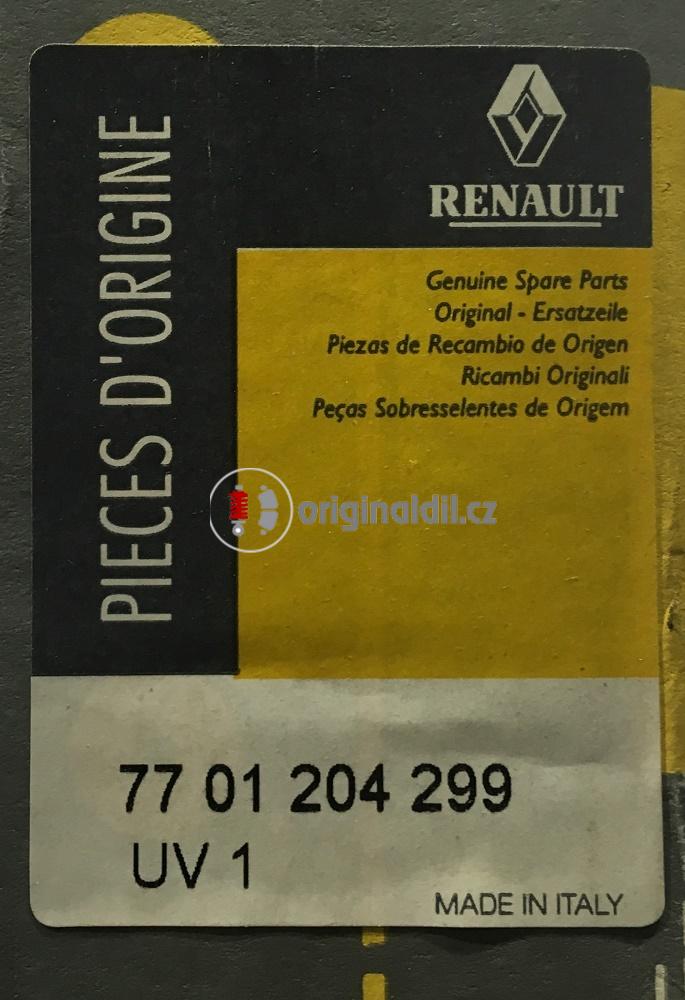 PIECES D'ORIGINE
RENAULT
Genuine Spare Parts
Original - Ersatzeile
Piezas de Recambio de Origen
Ricambi Originali
Peças Sobresselentes de Origem
originaldil.cz
77 01 204 299
UV 1
MADE IN ITALY